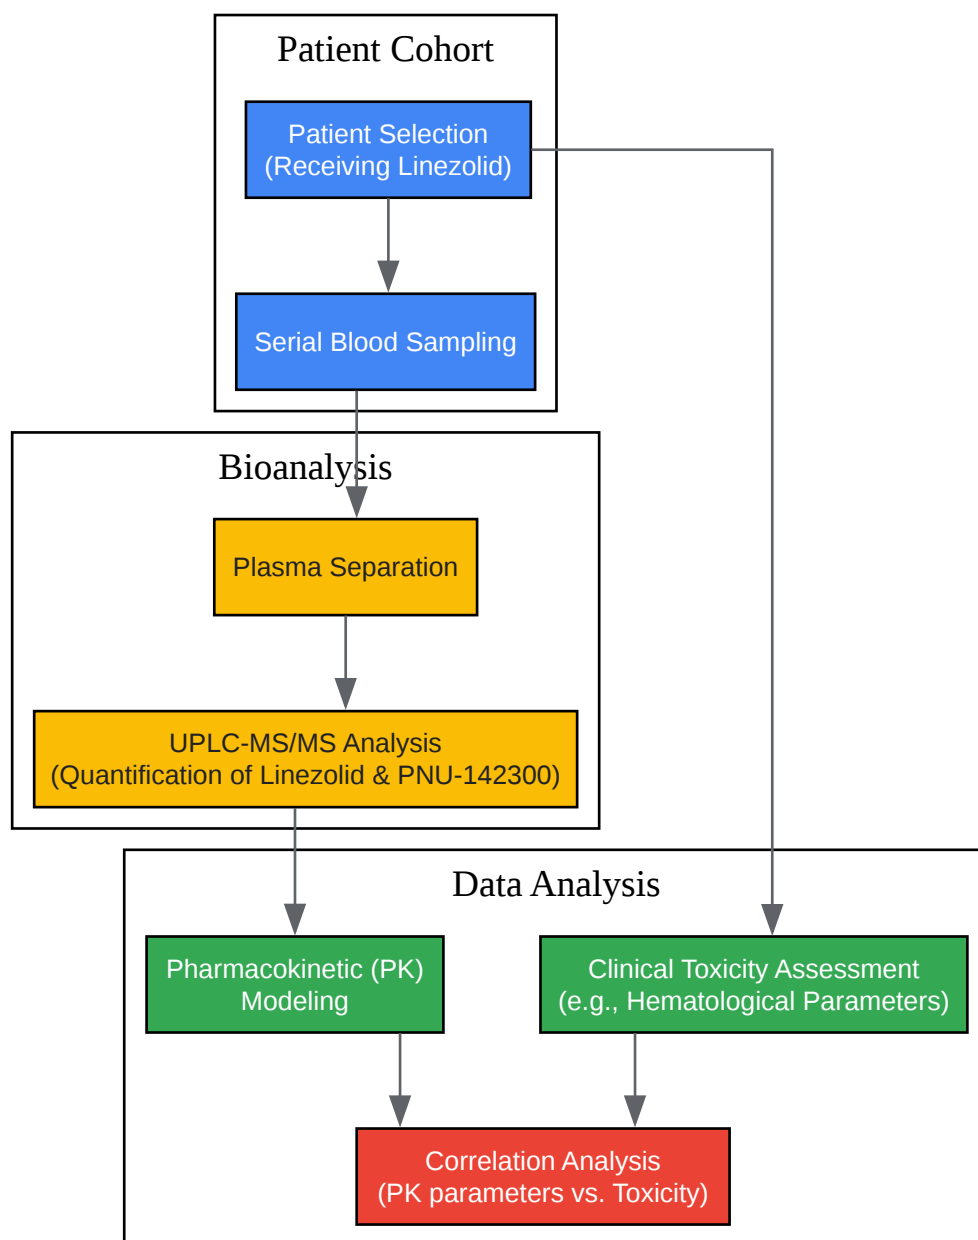 Patient Cohort
Patient Selection
(Receiving Linezolid)
Serial Blood Sampling
Bioanalysis
Plasma Separation
UPLC-MS/MS Analysis
(Quantification of Linezolid & PNU-142300)
Data Analysis
Pharmacokinetic (PK)
Modeling
Clinical Toxicity Assessment
(e.g., Hematological Parameters)
Correlation Analysis
(PK parameters vs. Toxicity)